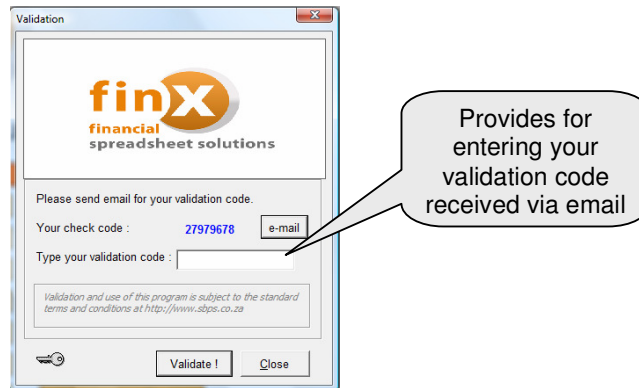 Validation
finX
financial
spreadsheet solutions
Please send email for your validation code.
Your check code : 27979678 e-mail
Type your validation code :
Validation and use of this program is subject to the standard
terms and conditions at http://www.sbps.co.za
Validate ! Close
Provides for
entering your
validation code
received via email